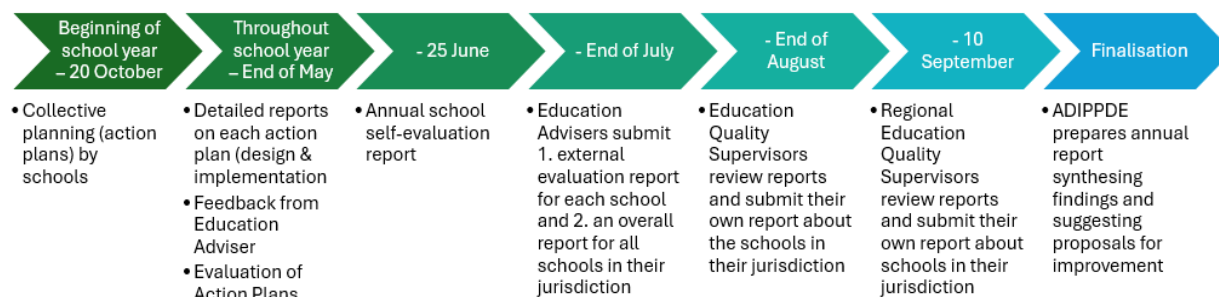 Beginning of
school year
– 20 October
Throughout
school year
– End of May
- 25 June
- End of July
- End of
August
- 10
September
Finalisation
• Collective
planning (action
plans) by
schools
• Detailed reports
on each action
plan (design &
implementation
• Feedback from
Education
Adviser
• Evaluation of
Action Plans
• Annual school
self-evaluation
report
• Education
Advisers submit
1. external
evaluation report
for each school
and 2. an overall
report for all
schools in their
jurisdiction
• Education
Quality
Supervisors
review reports
and submit their
own report about
the schools in
their jurisdiction
• Regional
Education
Quality
Supervisors
review reports
and submit their
own report about
schools in their
jurisdiction
• ADIPPDE
prepares annual
report
synthesing
findings and
suggesting
proposals for
improvement